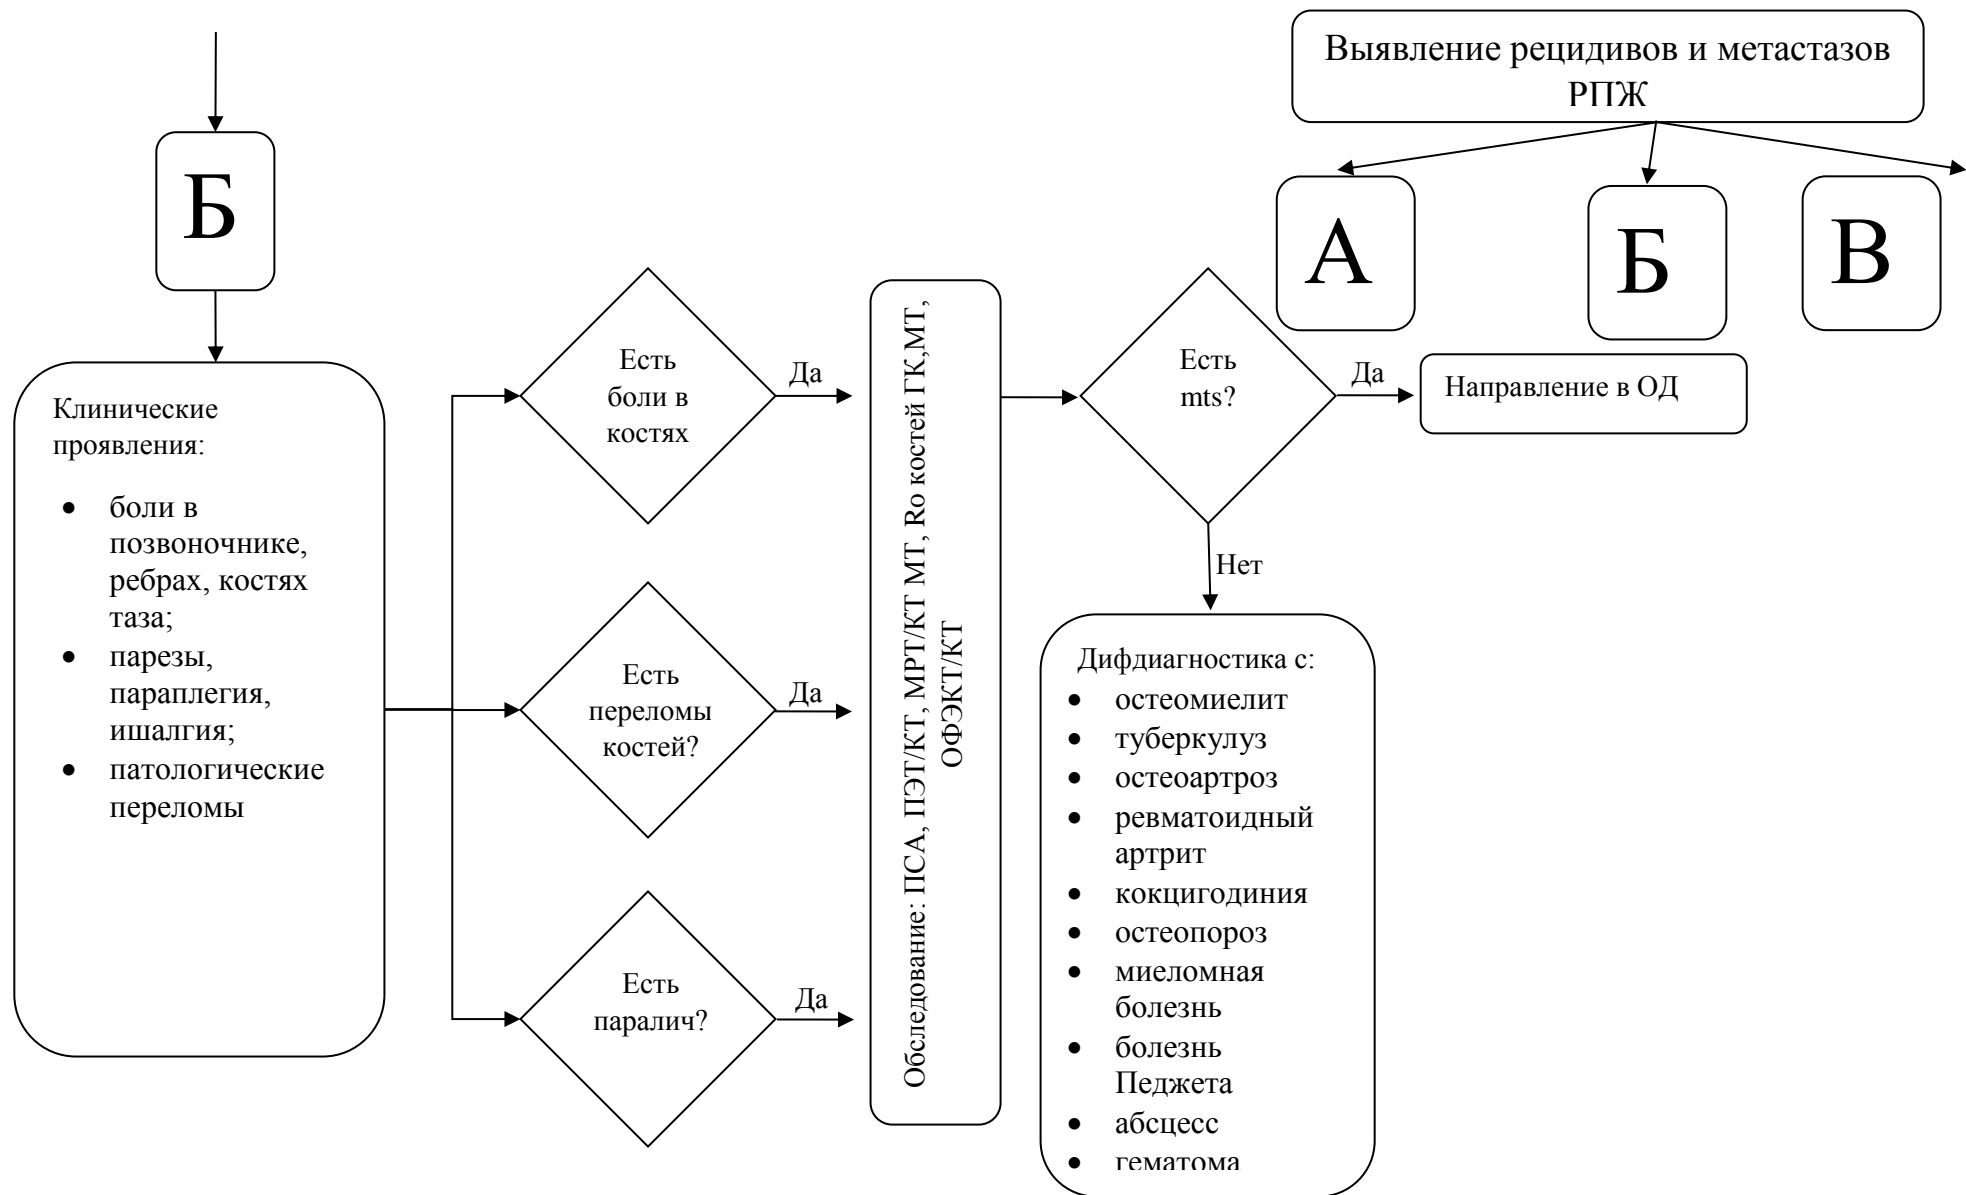 Выявление рецидивов и метастазов
РПЖ
А
Б
В
Б
Клинические
проявления:
• боли в
позвоночнике,
ребрах, костях
таза;
• парезы,
параплегия,
ишалгия;
• патологические
переломы
Есть
боли в
костях
Да
Есть
переломы
костей?
Да
Есть
паралич?
Да
Обследование: ПСА, ПЭТ/КТ, МРТ/КТ МТ, Ro костей ГК,МТ,
ОФЭКТ/КТ
Есть
mts?
Да
Направление в ОД
Нет
Дифдиагностика с:
• остеомиелит
• туберкулуз
• остеоартроз
• ревматоидный
артрит
• кокцигодиния
• остеопороз
• миеломная
болезнь
• болезнь
Педжета
• абсцесс
• гематома